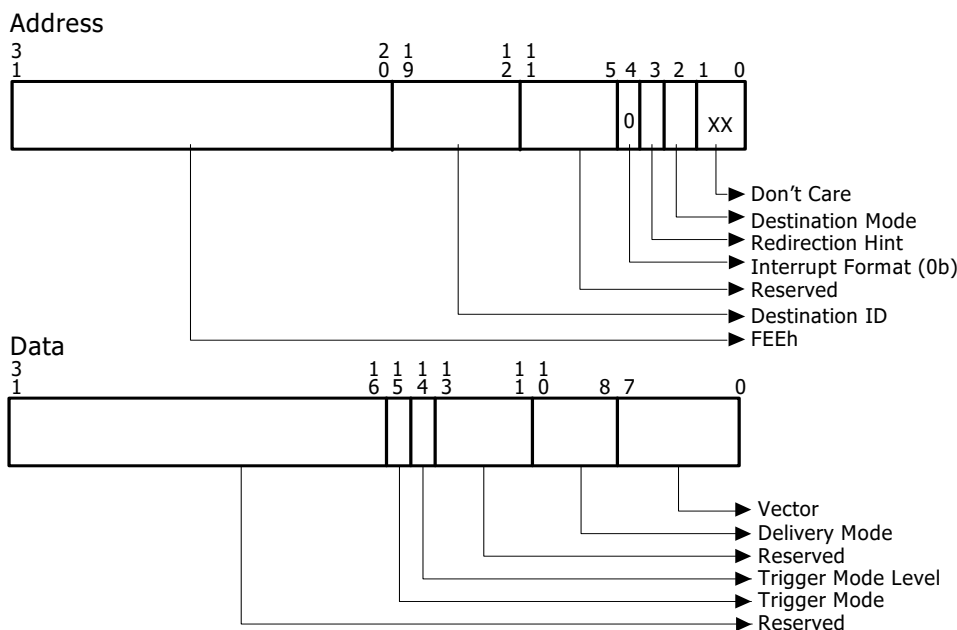 Address
3 2 1 1 1
1 0 9 2 1 5 4 3 2 1 0
0 XX
Don't Care
Destination Mode
Redirection Hint
Interrupt Format (0b)
Reserved
Destination ID
FEEh
Data
3 1 1 1 1 1 1
1 6 5 4 3 1 0 8 7 0
Vector
Delivery Mode
Reserved
Trigger Mode Level
Trigger Mode
Reserved